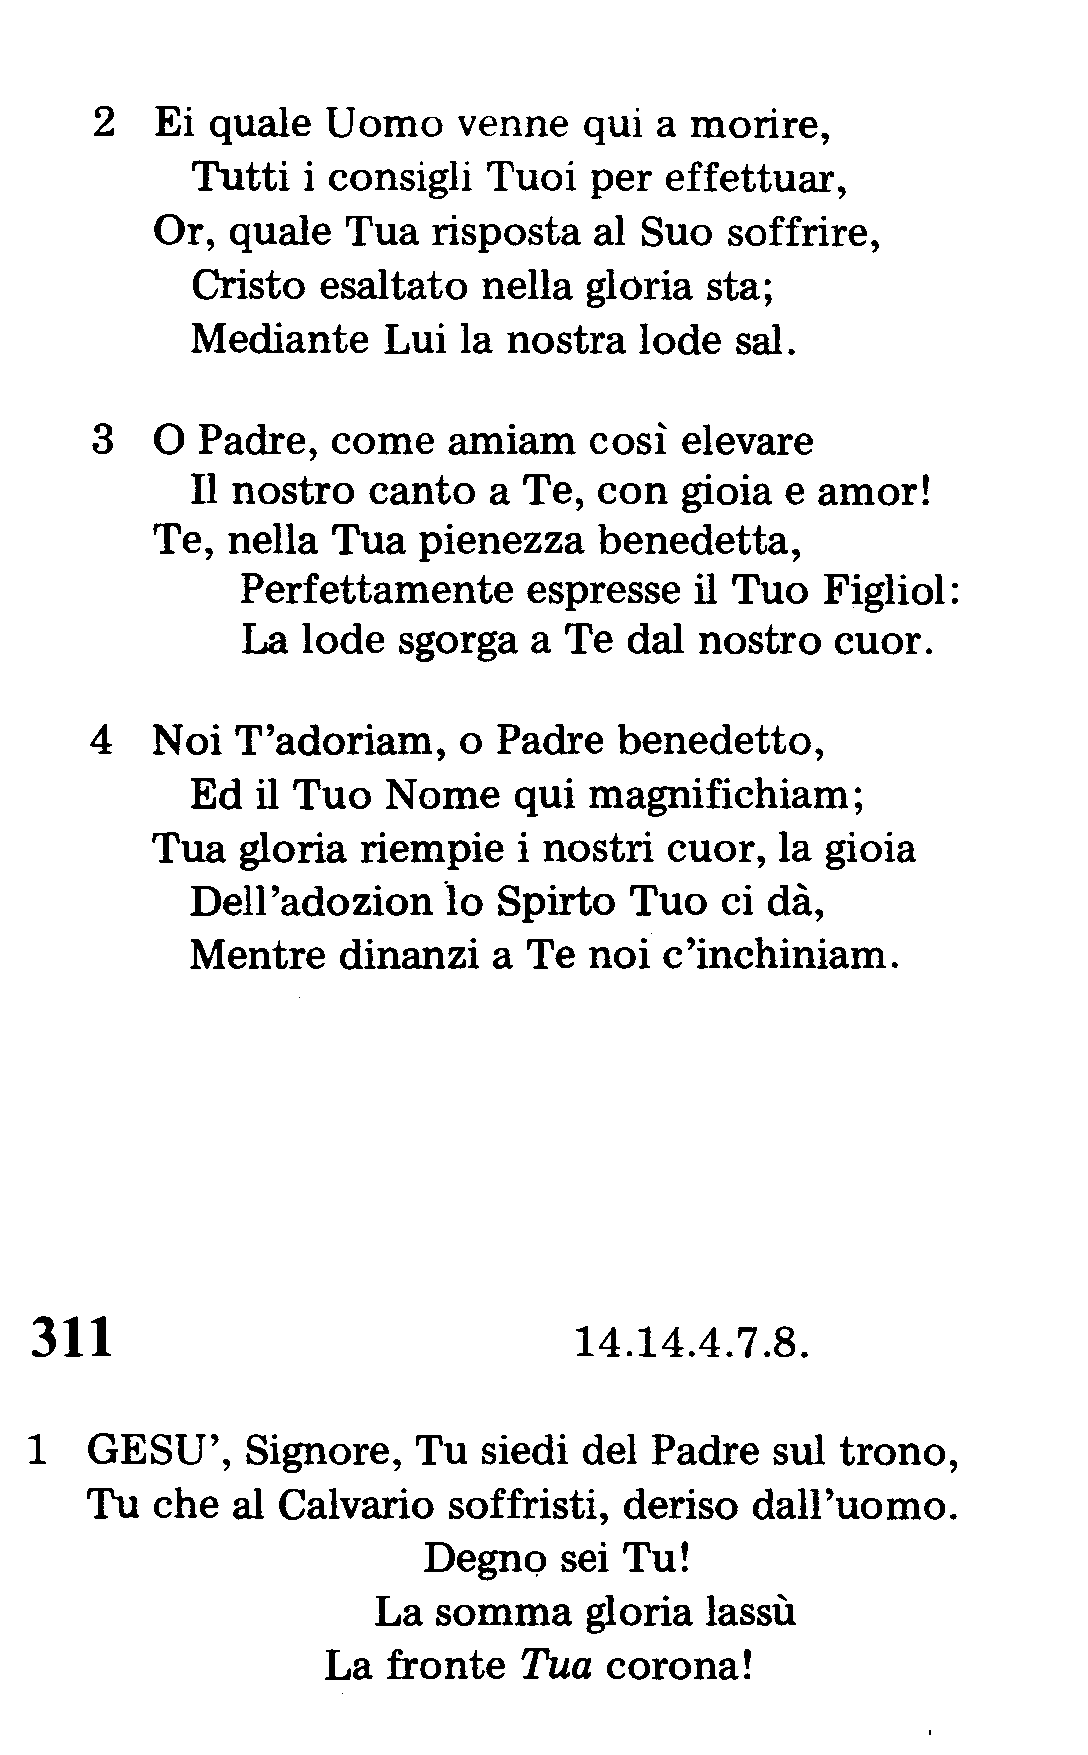 2 Ei quale Uomo venne qui a morire,
Tutti i consigli Tuoi per effettuar,
Or, quale Tua risposta al Suo soffrire,
Cristo esaltato nella gloria sta;
Mediante Lui la nostra lode sal.
3 O Padre, come amiam così elevare
Il nostro canto a Te, con gioia e amor!
Te, nella Tua pienezza benedetta,
Perfettamente espresse il Tuo Figliol:
La lode sgorga a Te dal nostro cuor.
4 Noi T'adoriam, o Padre benedetto,
Ed il Tuo Nome qui magnifichiam;
Tua gloria riempie i nostri cuor, la gioia
Dell'adozion lo Spirto Tuo ci dà,
Mentre dinanzi a Te noi c'inchiniam.
311 14.14.4.7.8.
1 GESU', Signore, Tu siedi del Padre sul trono,
Tu che al Calvario soffristi, deriso dall'uomo.
Degno sei Tu!
La somma gloria lassù
La fronte Tua corona!